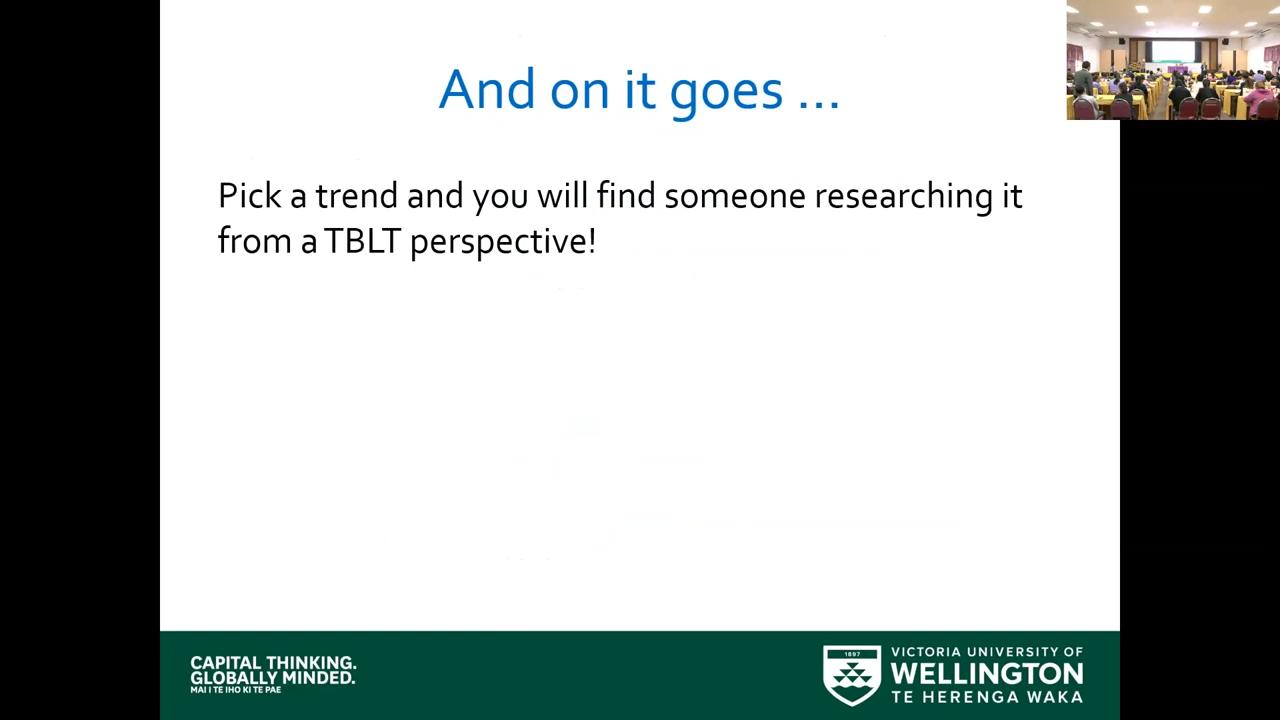 And on it goes ...
Pick a trend and you will find someone researching it
from a TBLT perspective!
CAPITAL THINKING.
GLOBALLY MINDED.
MAI I TE IHO KI TE PAE
1897
VICTORIA UNIVERSITY OF
WELLINGTON
TE HERENGA WAKA